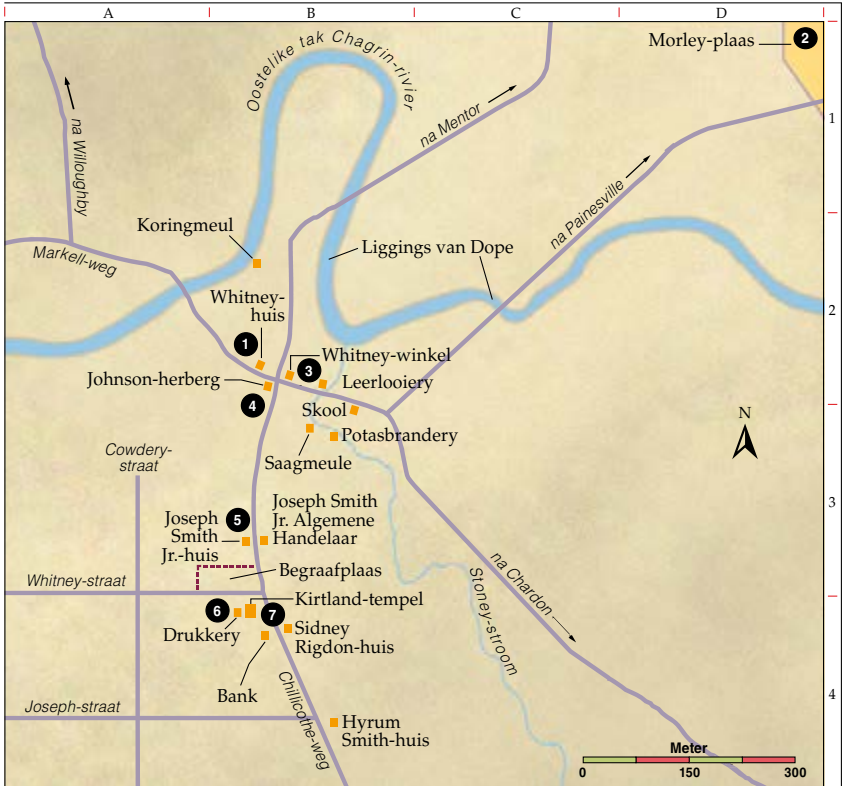 A
B
C
D
Morley-plaas
2
Oostelike tak Chagrin-rivier
1
na Willoughby
na Mentor
na Painesville
Koringmeul
Markell-weg
Liggings van Dope
2
Whitney-
huis
1
Whitney-winkel
3
Johnson-herberg
Leerlooiery
4
Skool
Potasbrandery
Saagmeule
N
Cowdery-
straat
3
5
Joseph
Smith
Jr.-huis
Joseph Smith
Jr. Algemene
Handelaar
na Chardon
Begraafplaas
Whitney-straat
Stoney-stroom
Kirtland-tempel
6
7
Drukkery
Sidney
Rigdon-huis
Bank
4
Chillicothe-weg
Joseph-straat
Hyrum
Smith-huis
Meter
0 150 300